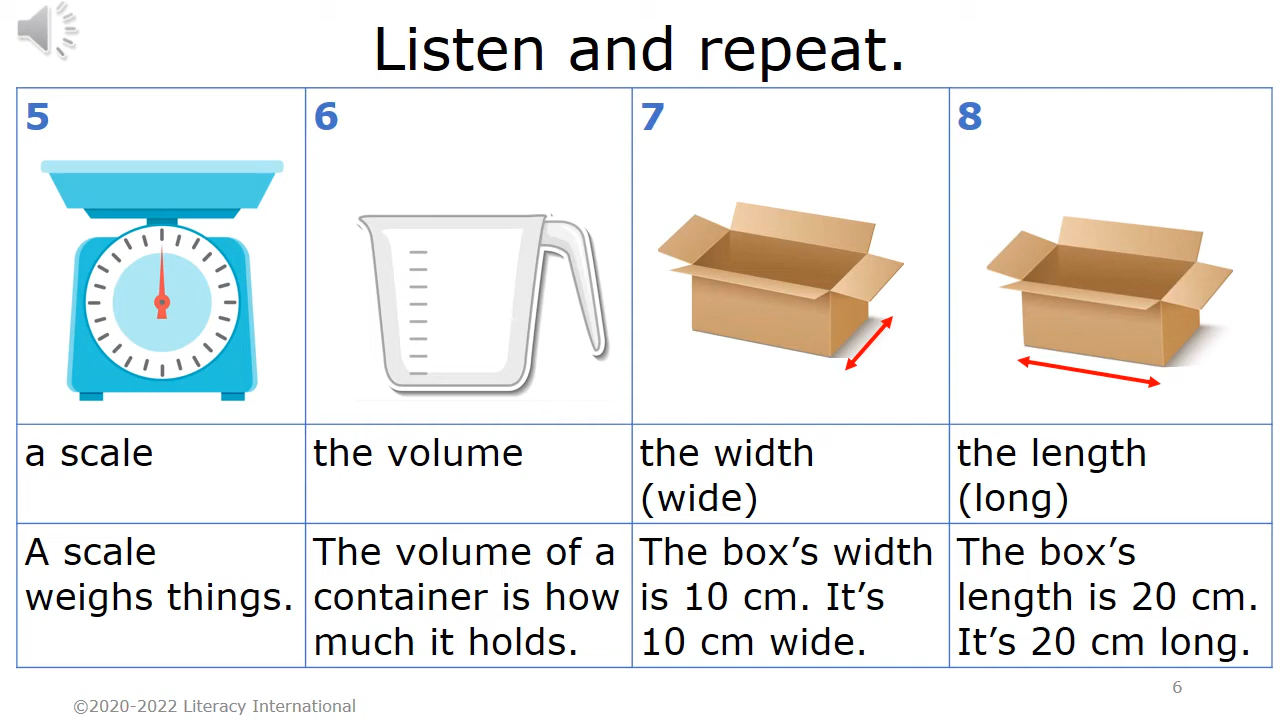 Listen and repeat.
5
6
7
8
a scale
the volume
the width
(wide)
the length
(long)
A scale
weighs things.
The volume of a
container is how
much it holds.
The box’s width
is 10 cm. It’s
10 cm wide.
The box’s
length is 20 cm.
It’s 20 cm long.
6
©2020-2022 Literacy International